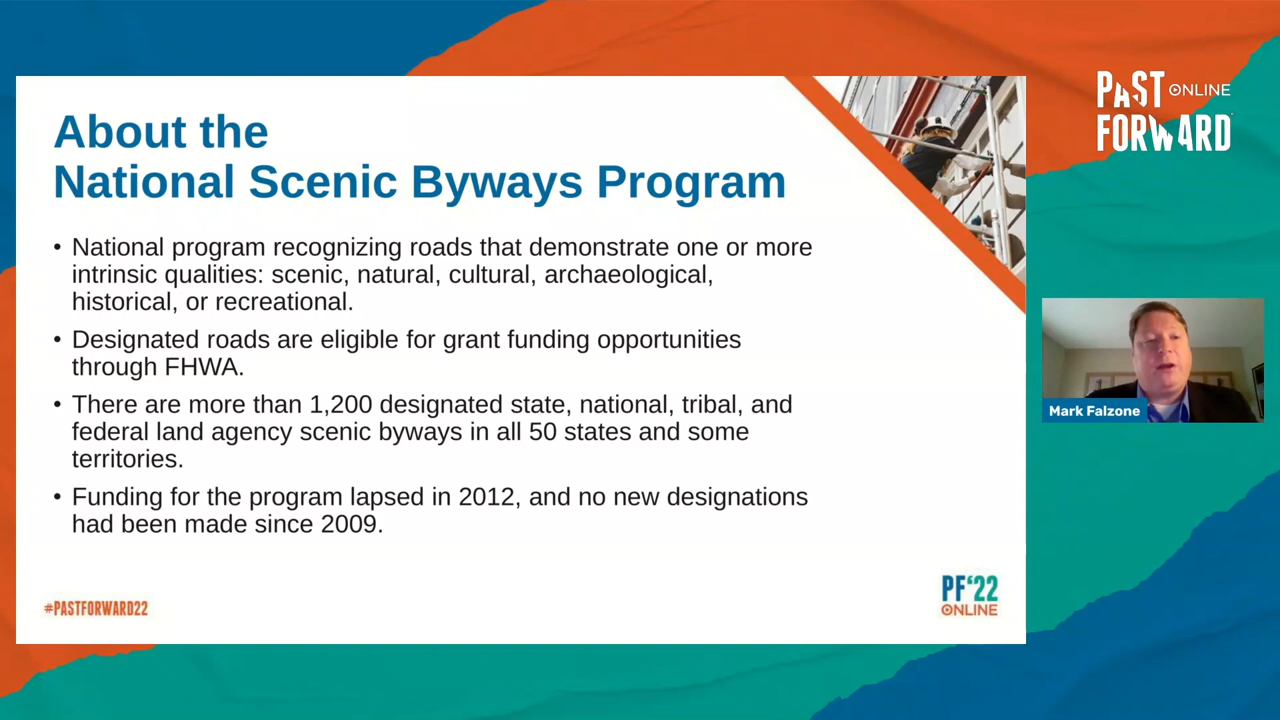 About the
National Scenic Byways Program
• National program recognizing roads that demonstrate one or more
intrinsic qualities: scenic, natural, cultural, archaeological,
historical, or recreational.
• Designated roads are eligible for grant funding opportunities
through FHWA.
• There are more than 1,200 designated state, national, tribal, and
federal land agency scenic byways in all 50 states and some
territories.
• Funding for the program lapsed in 2012, and no new designations
had been made since 2009.
#PASTFORWARD22
PF‘22
ONLINE
PAST ONLINE
FORWARD
Mark Falzone